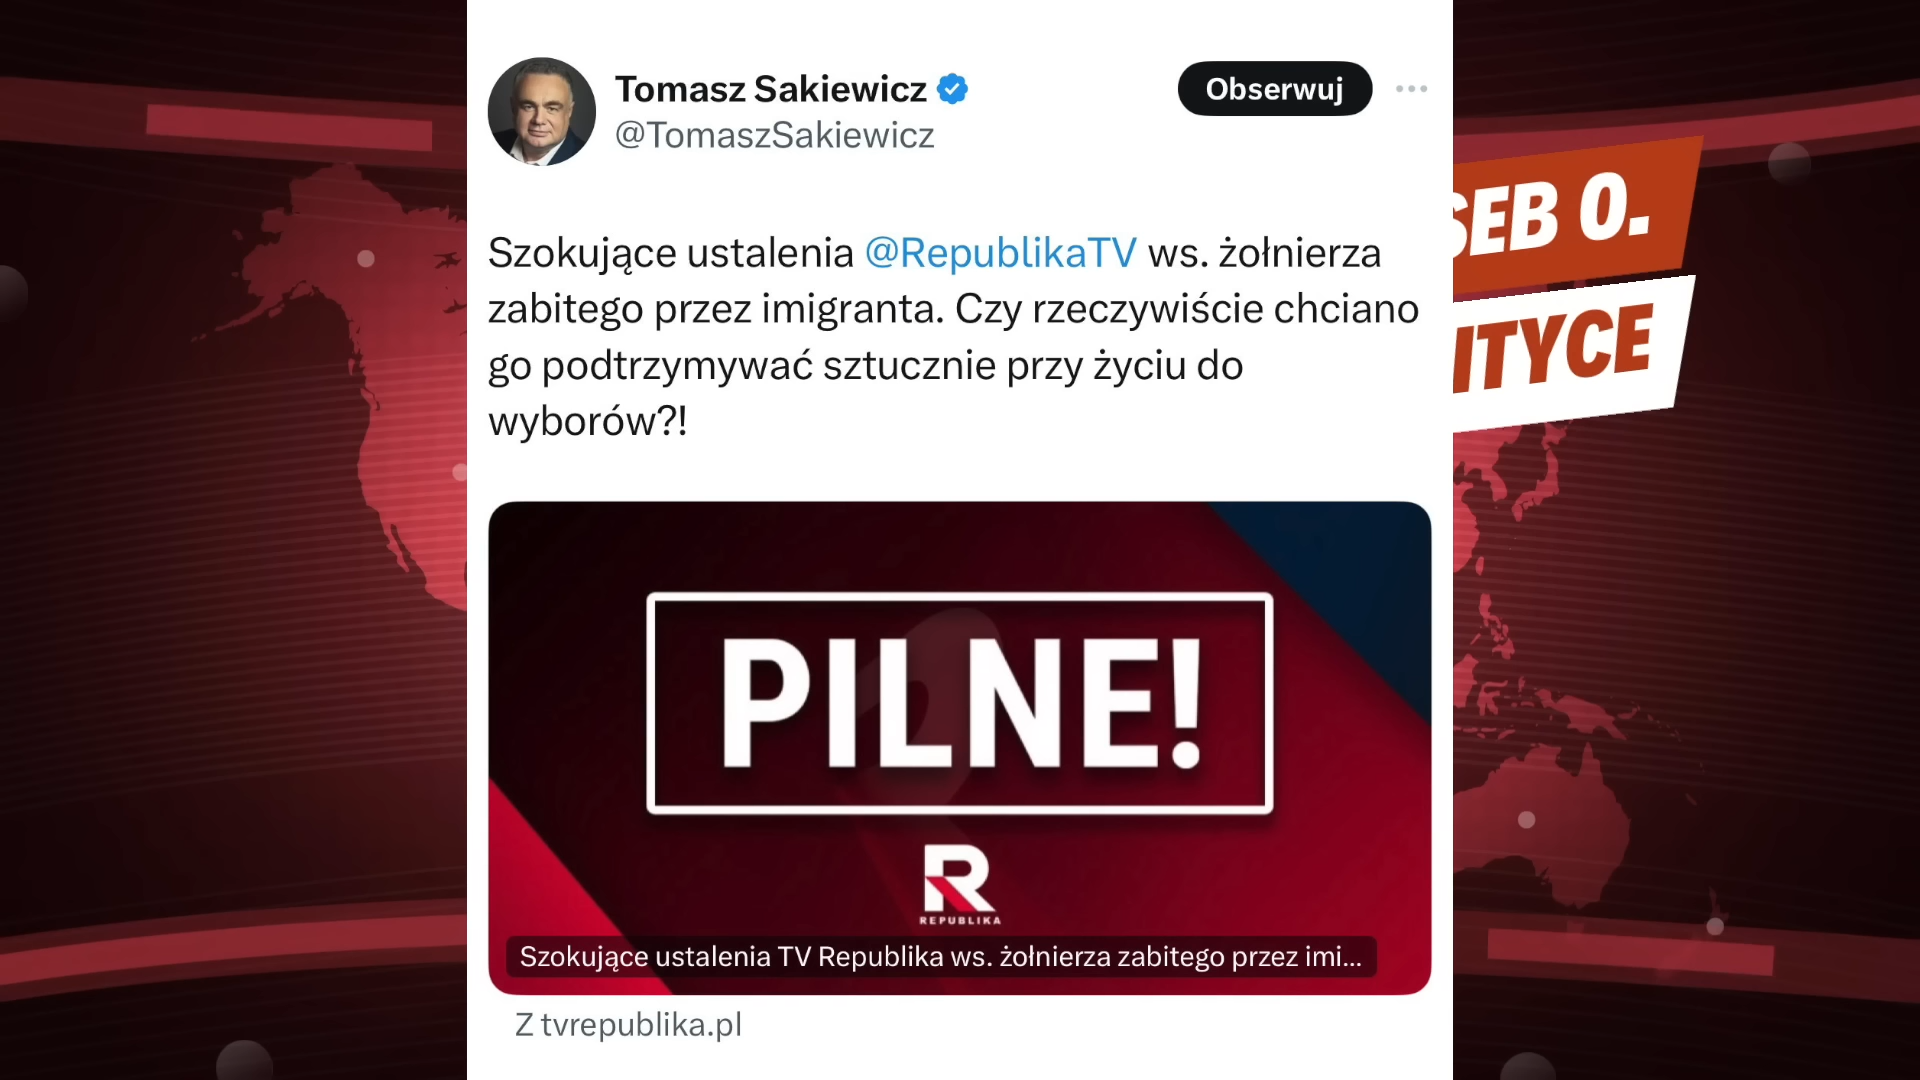 Tomasz Sakiewicz
@TomaszSakiewicz
Obserwuj
Szokujące ustalenia @RepublikaTV ws. żołnierza
zabitego przez imigranta. Czy rzeczywiście chciano
go podtrzymywać sztucznie przy życiu do
wyborów?!
SEB O.
ITYCE
PILNE!
R
REPUBLIKA
Szokujące ustalenia TV Republika ws. żołnierza zabitego przez imi...
Z tvrepublika.pl